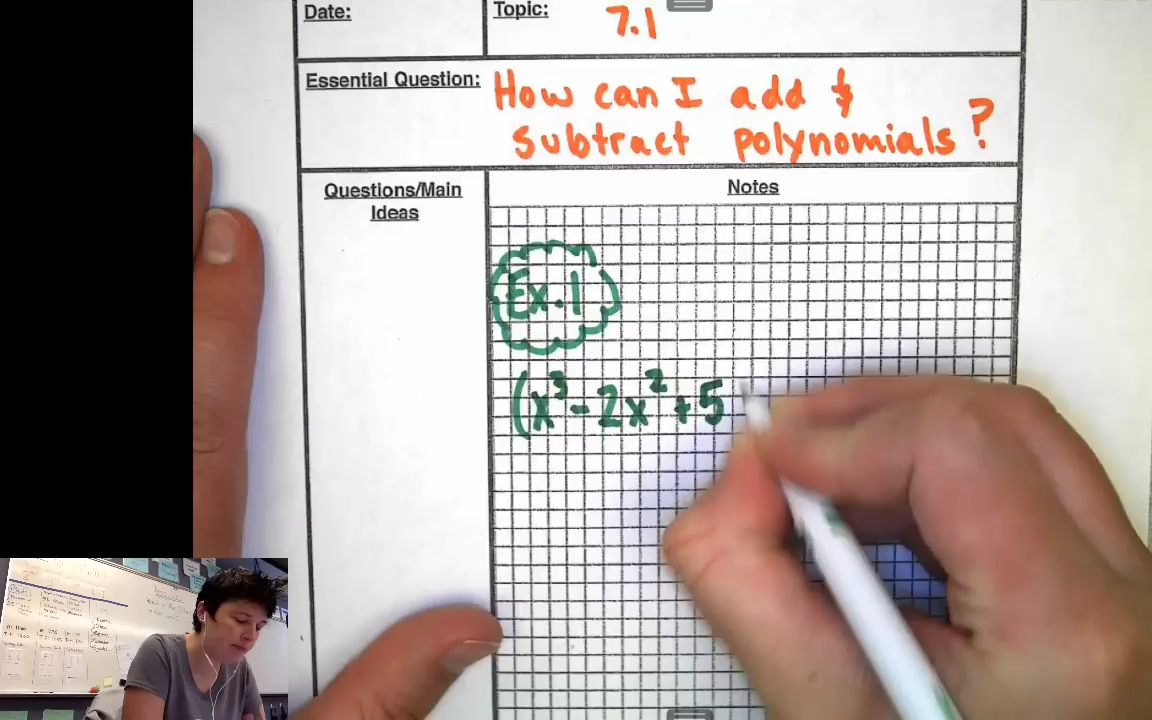 Date:
Topic: 7.1
Essential Question: How can I add &
subtract polynomials?
Questions/Main
Ideas
Notes
Ex.1
(x³-2x²+5